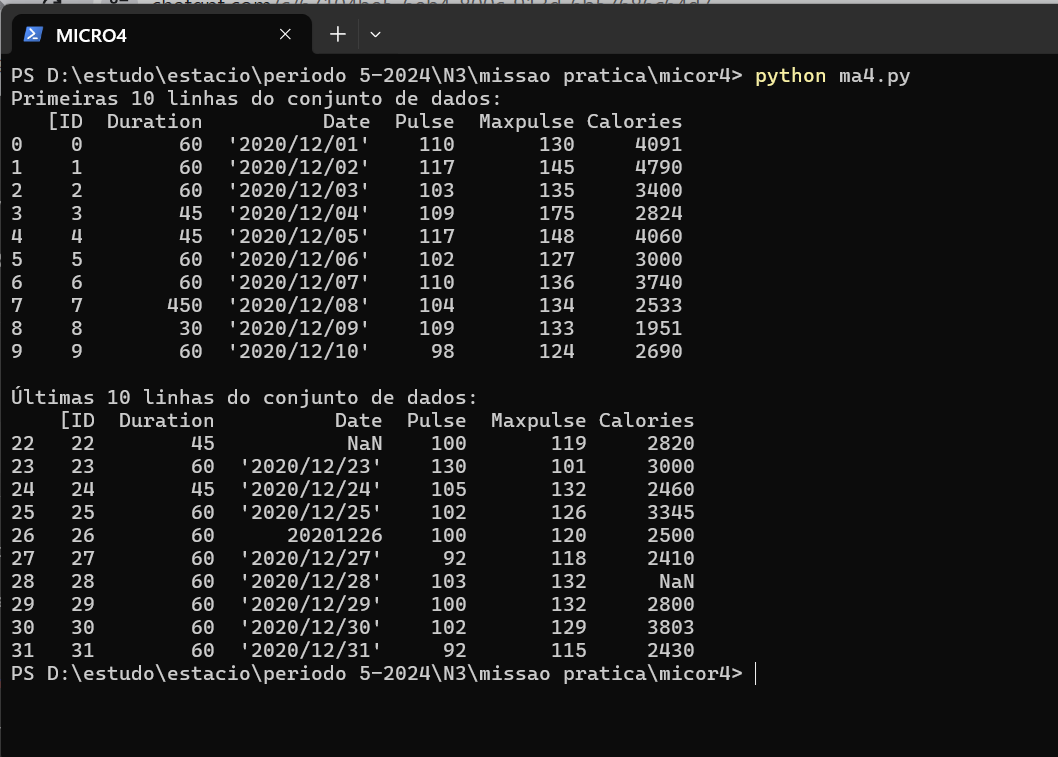 MICRO4
PS D:\estudo\estacio\periodo 5-2024\N3\missao pratica\micor4> python ma4.py
Primeiras 10 linhas do conjunto de dados:
   [ID  Duration          Date  Pulse  Maxpulse Calories
0    0        60  '2020/12/01'    110       130     4091
1    1        60  '2020/12/02'    117       145     4790
2    2        60  '2020/12/03'    103       135     3400
3    3        45  '2020/12/04'    109       175     2824
4    4        45  '2020/12/05'    117       148     4060
5    5        60  '2020/12/06'    102       127     3000
6    6        60  '2020/12/07'    110       136     3740
7    7       450  '2020/12/08'    104       134     2533
8    8        30  '2020/12/09'    109       133     1951
9    9        60  '2020/12/10'     98       124     2690
Últimas 10 linhas do conjunto de dados:
    [ID  Duration          Date  Pulse  Maxpulse Calories
22   22        45           NaN    100       119     2820
23   23        60  '2020/12/23'    130       101     3000
24   24        45  '2020/12/24'    105       132     2460
25   25        60  '2020/12/25'    102       126     3345
26   26        60      20201226    100       120     2500
27   27        60  '2020/12/27'     92       118     2410
28   28        60  '2020/12/28'    103       132      NaN
29   29        60  '2020/12/29'    100       132     2800
30   30        60  '2020/12/30'    102       129     3803
31   31        60  '2020/12/31'     92       115     2430
PS D:\estudo\estacio\periodo 5-2024\N3\missao pratica\micor4>